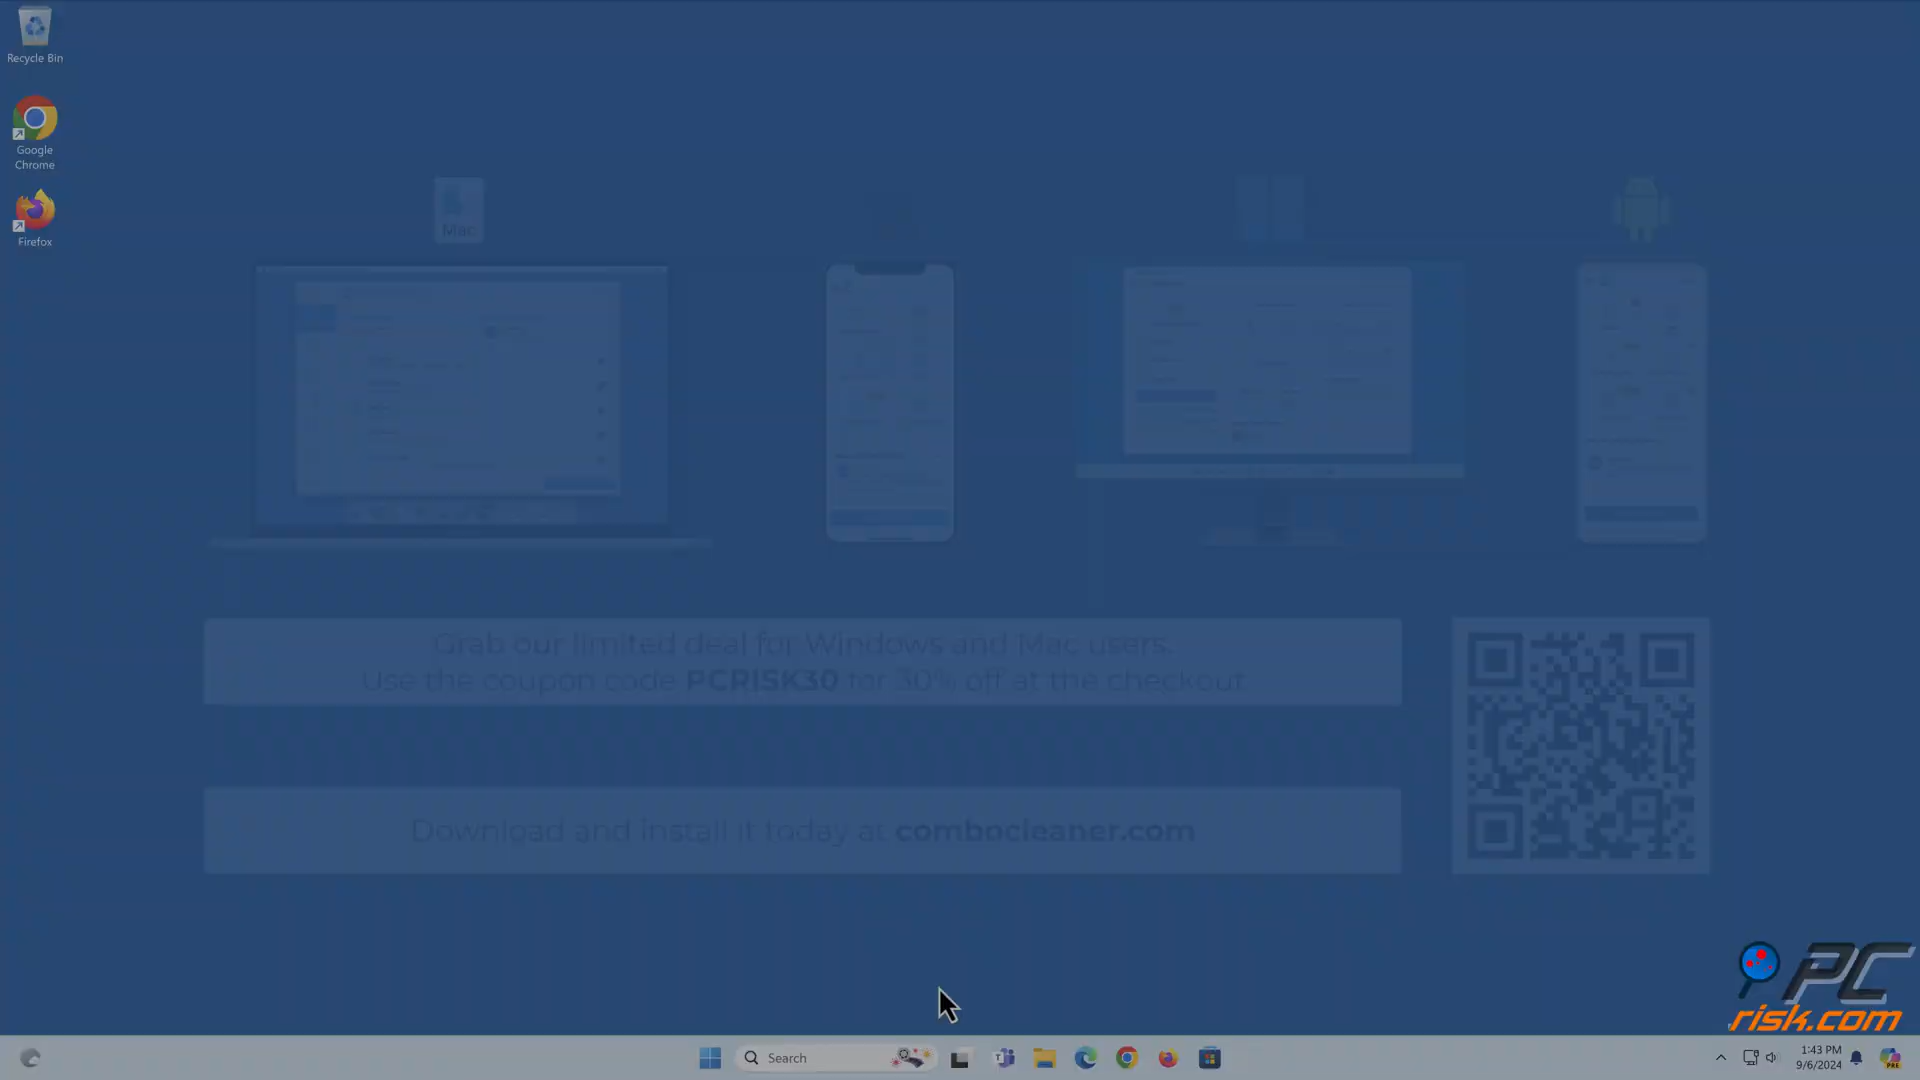 Recycle Bin
Google
Chrome
Firefox
Mac
Grab our limited deal for Windows and Mac users.
Use the coupon code PCRISK30 for 30% off at the checkout
Download and install it today at combocleaner.com
PC
risk.com
Search
1:43 PM
9/6/2024
PRE